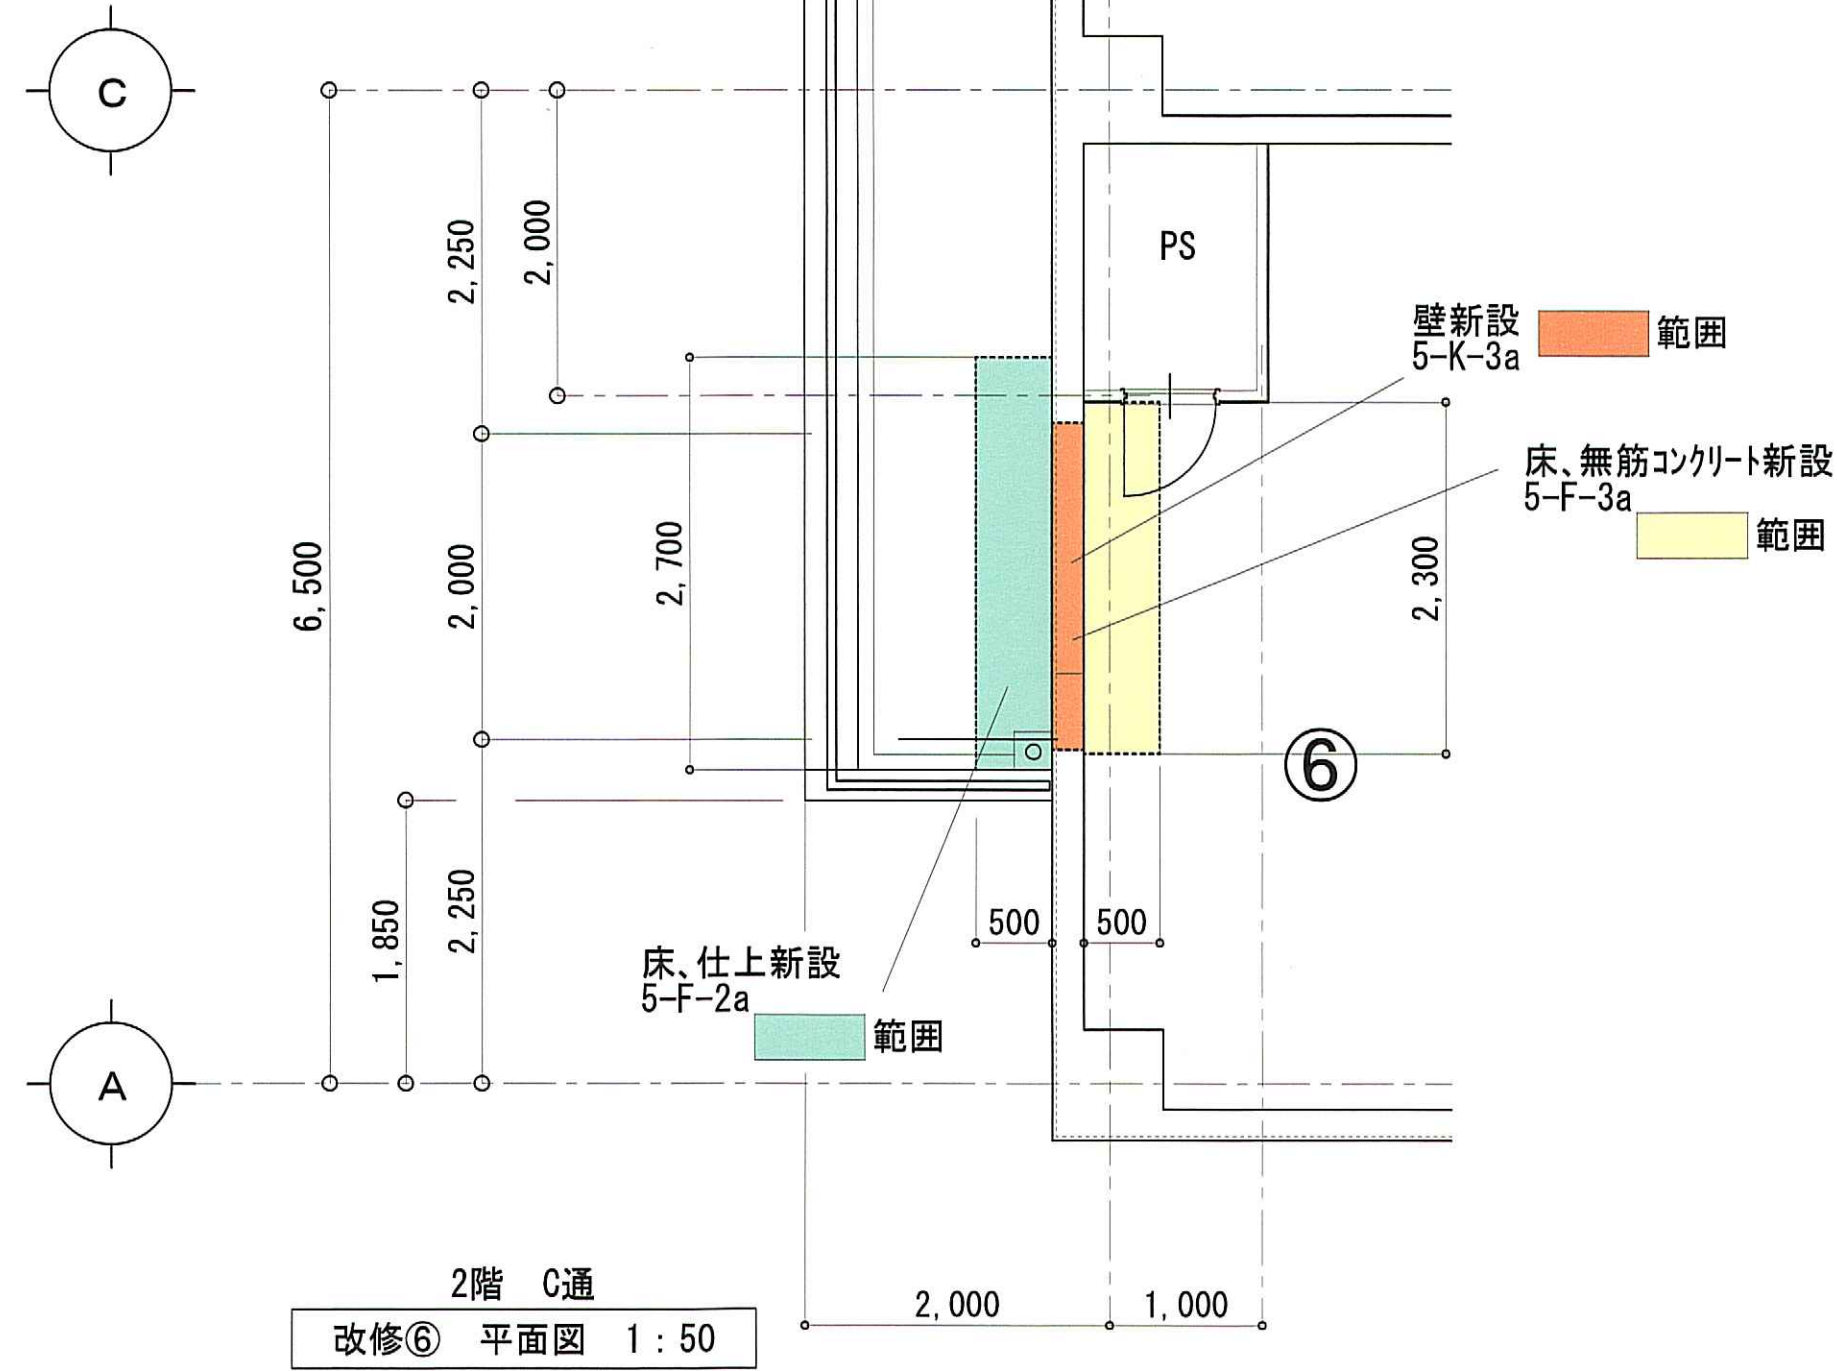 C
2,250
2,000
PS
壁新設
5-K-3a
範囲
床、無筋コンクリート新設
5-F-3a
範囲
6,500
2,000
2,700
2,300
⑥
1,850
2,250
500
500
床、仕上新設
5-F-2a
範囲
A
2階 C通
改修⑥ 平面図 1:50
2,000
1,000